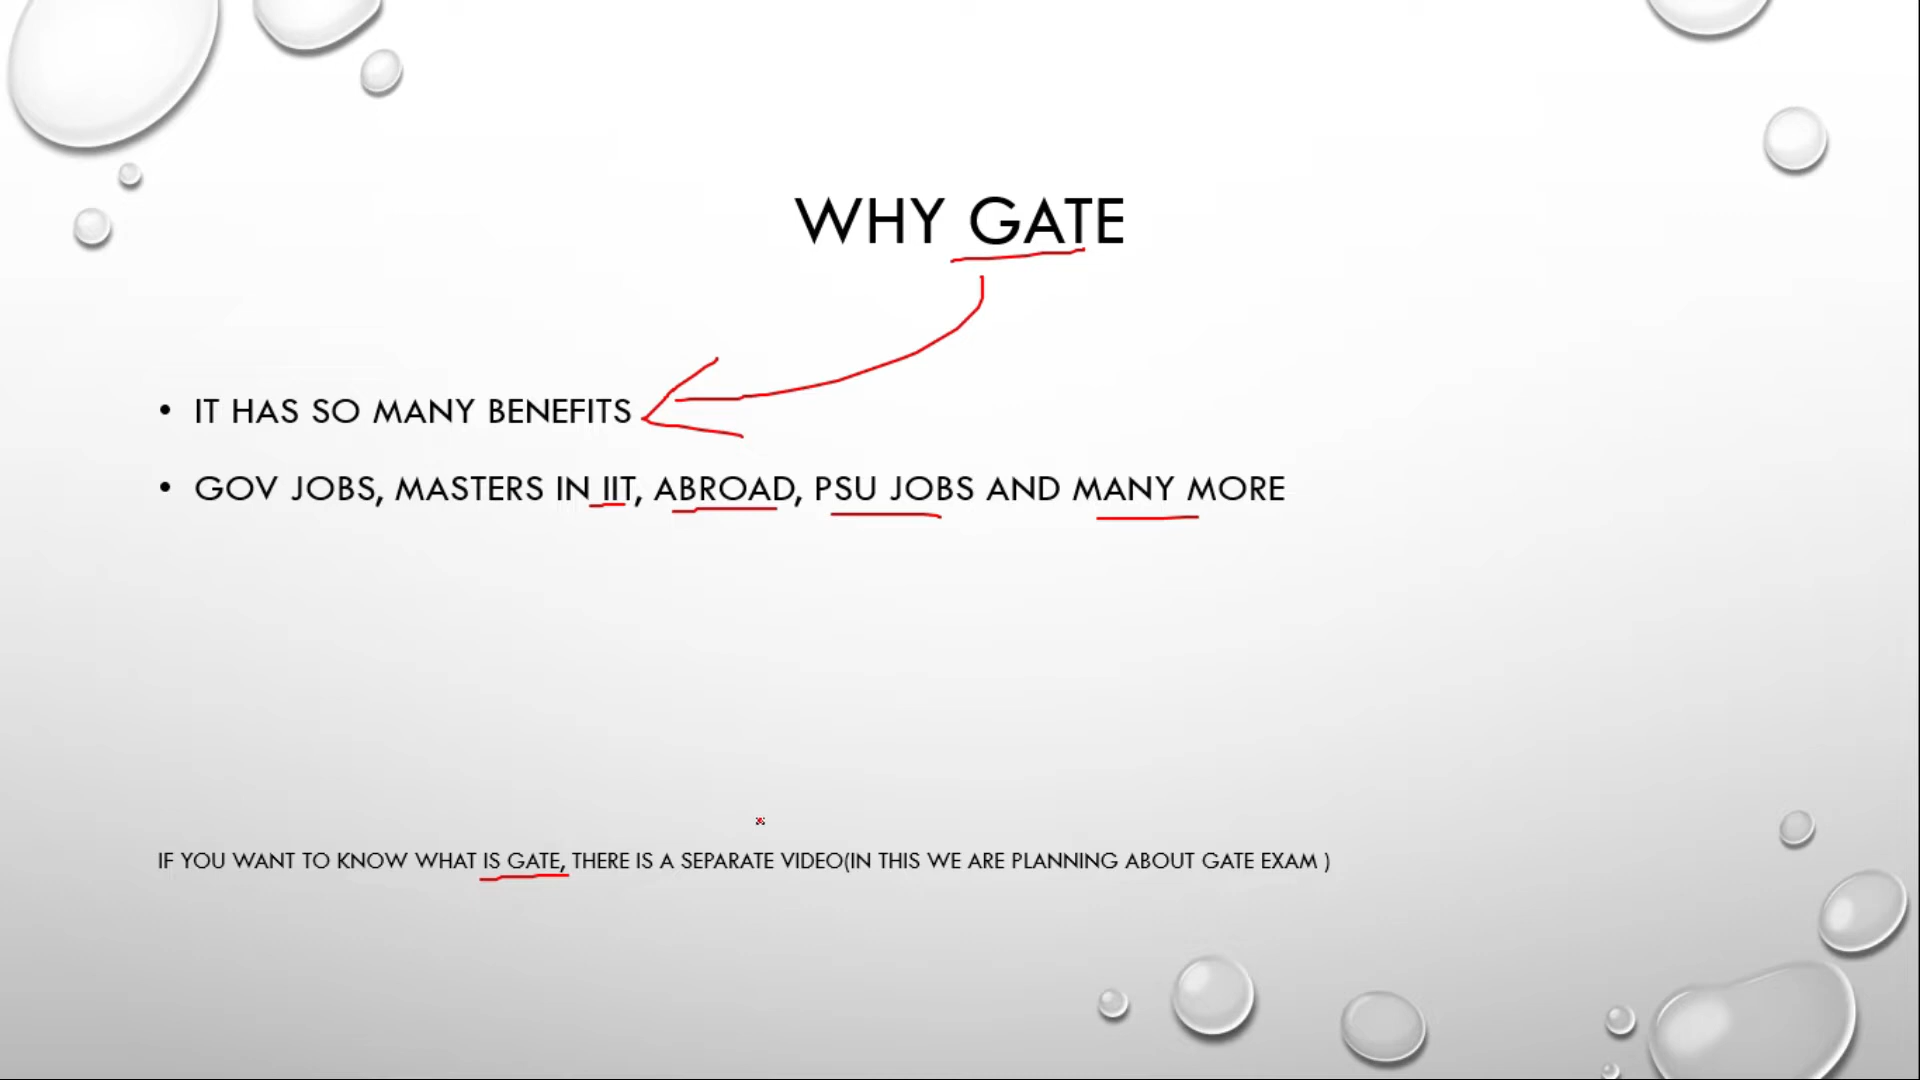 WHY GATE
• IT HAS SO MANY BENEFITS
• GOV JOBS, MASTERS IN IIT, ABROAD, PSU JOBS AND MANY MORE
IF YOU WANT TO KNOW WHAT IS GATE, THERE IS A SEPARATE VIDEO(IN THIS WE ARE PLANNING ABOUT GATE EXAM )